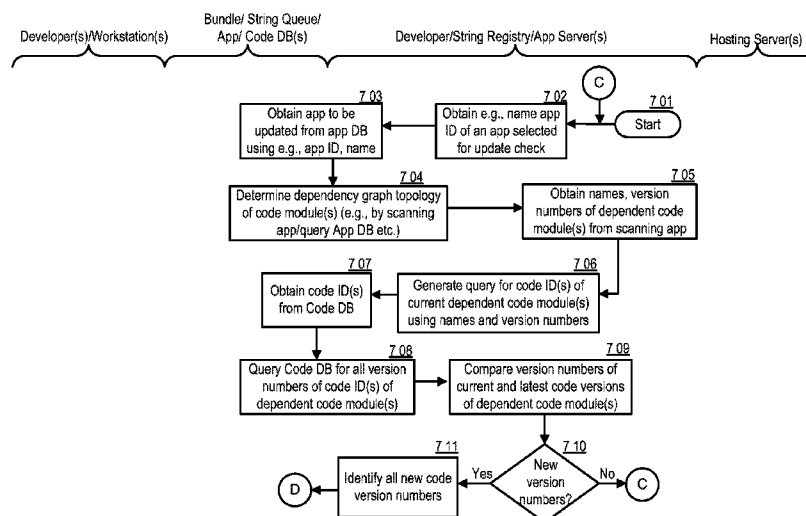 Developer(s)/Workstation(s)
Bundle/ String Queue/
App/ Code DB(s)
Developer/String Registry/App Server(s)
Hosting Server(s)
C
7 01
Start
7 02
Obtain e.g., name app
ID of an app selected
for update check
7 03
Obtain app to be
updated from app DB
using e.g., app ID, name
7 04
Determine dependency graph topology
of code module(s) (e.g., by scanning
app/query App DB etc.)
7 05
Obtain names, version
numbers of dependent code
module(s) from scanning app
7 06
Generate query for code ID(s) of
current dependent code module(s)
using names and version numbers
7 07
Obtain code ID(s)
from Code DB
7 08
Query Code DB for all version
numbers of code ID(s) of
dependent code module(s)
7 09
Compare version numbers of
current and latest code versions
of dependent code module(s)
7 10
New
version
numbers?
Yes
No
C
7 11
Identify all new code
version numbers
D